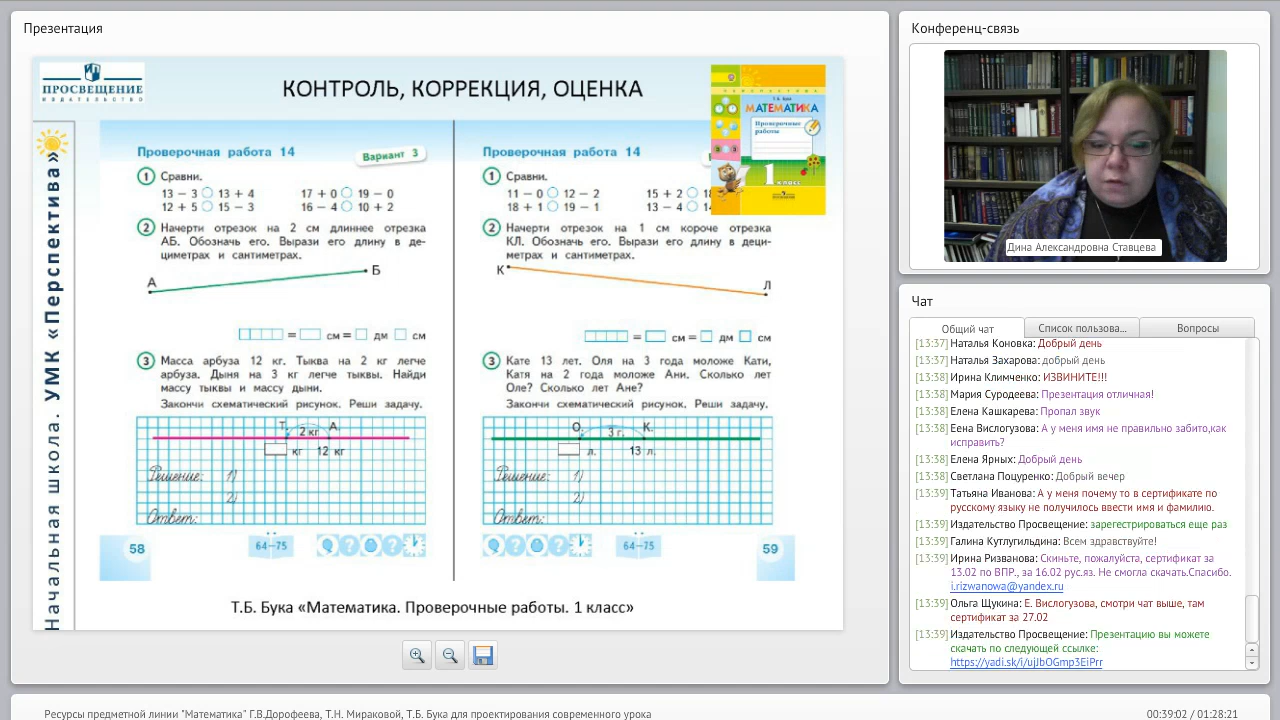 Презентация
ПРОСВЕЩЕНИЕ
ИЗДАТЕЛЬСТВО
КОНТРОЛЬ, КОРРЕКЦИЯ, ОЦЕНКА
Начальная школа. УМК «Перспектива»
Т.Б. Бука
МАТЕМАТИКА
Проверочные
работы
1 класс
Проверочная работа 14
Вариант 3
1 Сравни.
13 − 3 ○ 13 + 4 17 + 0 ○ 19 − 0
12 + 5 ○ 15 − 3 16 − 4 ○ 10 + 2
2 Начерти отрезок на 2 см длиннее отрезка
АБ. Обозначь его. Вырази его длину в де-
циметрах и сантиметрах.
А Б
= см = дм см
3 Масса арбуза 12 кг. Тыква на 2 кг легче
арбуза. Дыня на 3 кг легче тыквы. Найди
массу тыквы и массу дыни.
Закончи схематический рисунок. Реши задачу.
Т. А.
2 кг
кг 12 кг
Решение: 1)
2)
Ответ:
58
64—75
Проверочная работа 14
1 Сравни.
11 − 0 ○ 12 − 2 15 + 2 ○
18 + 1 ○ 19 − 1 13 − 4 ○
2 Начерти отрезок на 1 см короче отрезка
КЛ. Обозначь его. Вырази его длину в деци-
метрах и сантиметрах.
К Л
= см = дм см
3 Кате 13 лет. Оля на 3 года моложе Кати,
Катя на 2 года моложе Ани. Сколько лет
Оле? Сколько лет Ане?
Закончи схематический рисунок. Реши задачу.
О. К.
3 г.
л. 13 л.
Решение: 1)
2)
Ответ:
64—75
59
Т.Б. Бука «Математика. Проверочные работы. 1 класс»
Конференц-связь
Дина Александровна Ставцева
Чат
Общий чат Список пользова... Вопросы
[13:37] Наталья Коновка: Добрый день
[13:37] Наталья Захарова: добрый день
[13:38] Ирина Климченко: ИЗВИНИТЕ!!!
[13:38] Мария Суродеева: Презентация отличная!
[13:38] Елена Кашкарева: Пропал звук
[13:38] Еена Вислогузова: А у меня имя не правильно забито,как
исправить?
[13:38] Елена Ярных: Добрый день
[13:38] Светлана Поцуренко: Добрый вечер
[13:39] Татьяна Иванова: А у меня почему то в сертификате по
русскому языку не получилось ввести имя и фамилию.
[13:39] Издательство Просвещение: зарегестрироваться еще раз
[13:39] Галина Кутлугильдина: Всем здравствуйте!
[13:39] Ирина Ризванова: Скиньте, пожалуйста, сертификат за
13.02 по ВПР., за 16.02 рус.яз. Не смогла скачать.Спасибо.
i.rizwanowa@yandex.ru
[13:39] Ольга Щукина: Е. Вислогузова, смотри чат выше, там
сертификат за 27.02
[13:39] Издательство Просвещение: Презентацию вы можете
скачать по следующей ссылке:
https://yadi.sk/i/ujJbOGmp3EiPrr
Ресурсы предметной линии "Математика" Г.В.Дорофеева, Т.Н. Мираковой, Т.Б. Бука для проектирования современного урока
00:39:02 / 01:28:21